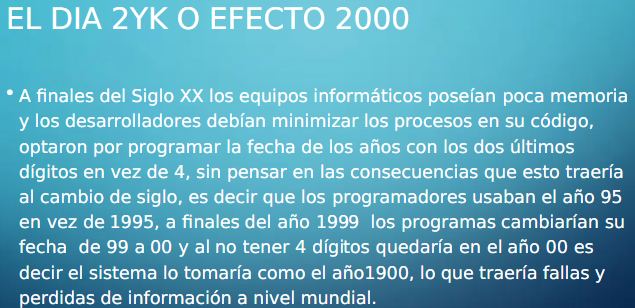 EL DIA 2YK O EFECTO 2000
• A finales del Siglo XX los equipos informáticos poseían poca memoria
y los desarrolladores debían minimizar los procesos en su código,
optaron por programar la fecha de los años con los dos últimos
dígitos en vez de 4, sin pensar en las consecuencias que esto traería
al cambio de siglo, es decir que los programadores usaban el año 95
en vez de 1995, a finales del año 1999  los programas cambiarían su
fecha  de 99 a 00 y al no tener 4 dígitos quedaría en el año 00 es
decir el sistema lo tomaría como el año1900, lo que traería fallas y
perdidas de información a nivel mundial.